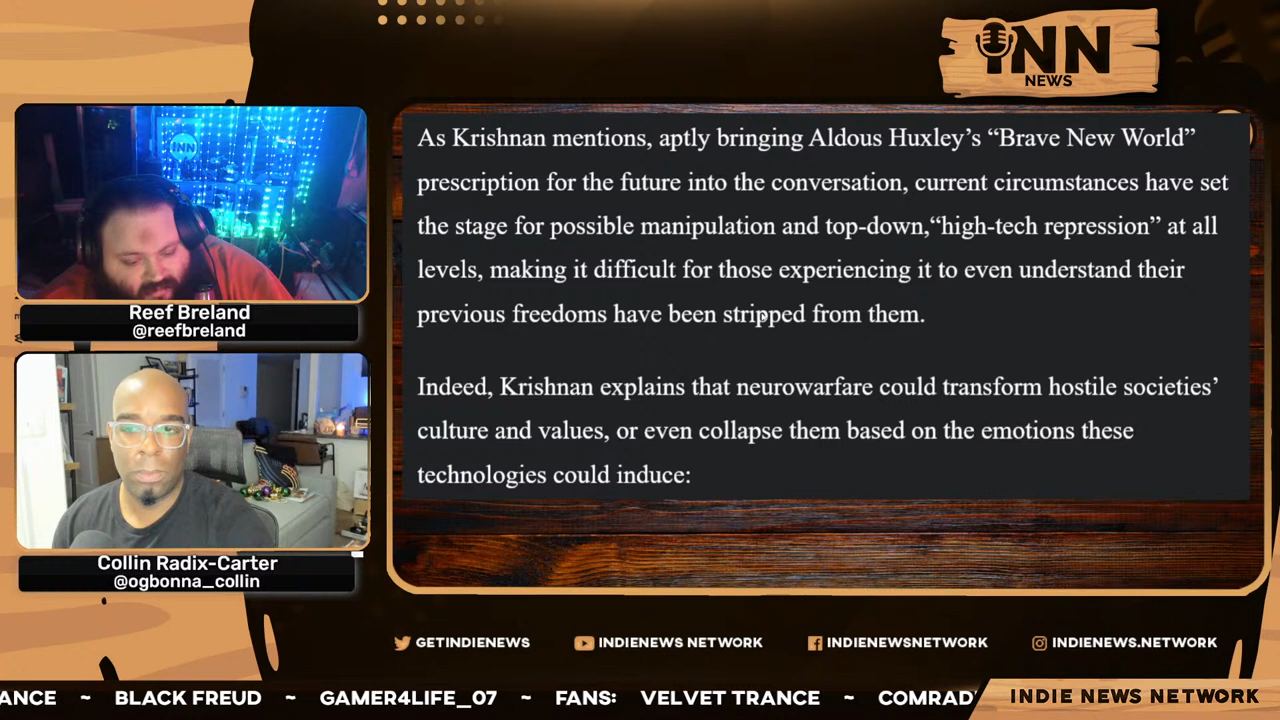 INN
NEWS
INN
As Krishnan mentions, aptly bringing Aldous Huxley’s “Brave New World”
prescription for the future into the conversation, current circumstances have set
the stage for possible manipulation and top-down,“high-tech repression” at all
levels, making it difficult for those experiencing it to even understand their
previous freedoms have been stripped from them.
Indeed, Krishnan explains that neurowarfare could transform hostile societies’
culture and values, or even collapse them based on the emotions these
technologies could induce:
Reef Breland
@reefbreland
Collin Radix-Carter
@ogbonna_collin
GETINDIENEWS
INDIENEWS NETWORK
INDIENEWSNETWORK
INDIENEWS.NETWORK
ANCE ~ BLACK FREUD ~ GAMER4LIFE_07 ~ FANS: VELVET TRANCE ~ COMRAD
INDIE NEWS NETWORK